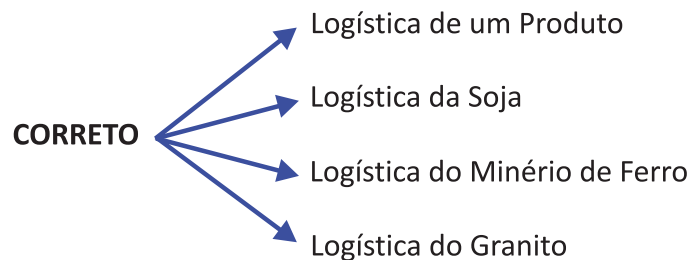 Logística de um Produto
Logística da Soja
CORRETO
Logística do Minério de Ferro
Logística do Granito